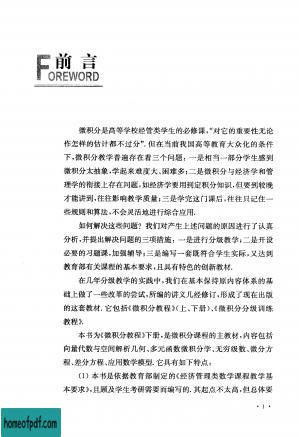 前言
FOREWORD
微积分是高等学校经管类学生的必修课，“对它的重要性无论
作怎样的估计都不过分”．但在当前我国高等教育大众化的条件
下，微积分教学普遍存在着三个问题：一是相当一部分学生感到
微积分太抽象，学起来难度大、困难多；二是微积分与经济学和管
理学的衔接上存在问题，如经济学要用到定积分知识，但要到较晚
才能讲到，往往影响教学质量；三是学完这门课后，往往只记住一
些规则和算法，不会灵活地进行综合应用．
如何解决这些问题？我们对产生上述问题的原因进行了认真
分析，并提出解决问题的三项措施：一是进行分级教学；二是开设
必要的习题课，加强辅导；三是编写一套既符合学生实际，又达到
教育部有关课程的基本要求，且具有特色的创新教材．
在几年分级教学的实践中，我们在基本保持原内容体系的基
础上做了一些改革的尝试，所编的讲义几经修订，形成了现在出版
的这套教材．它包括《微积分教程》（上、下册）、《微积分分级训练
教程》．
本书为《微积分教程》下册，是微积分课程的主教材，内容包括
向量代数与空间解析几何、多元函数微积分学、无穷级数、微分方
程、差分方程、应用数学模型．它具有如下特点：
（1）本书是依据教育部制定的《经济管理类数学课程教学基
本要求》，且顾及学生考研需要而编写的．其起点不太高，但总体要
· 1 ·
homeofpdf.com